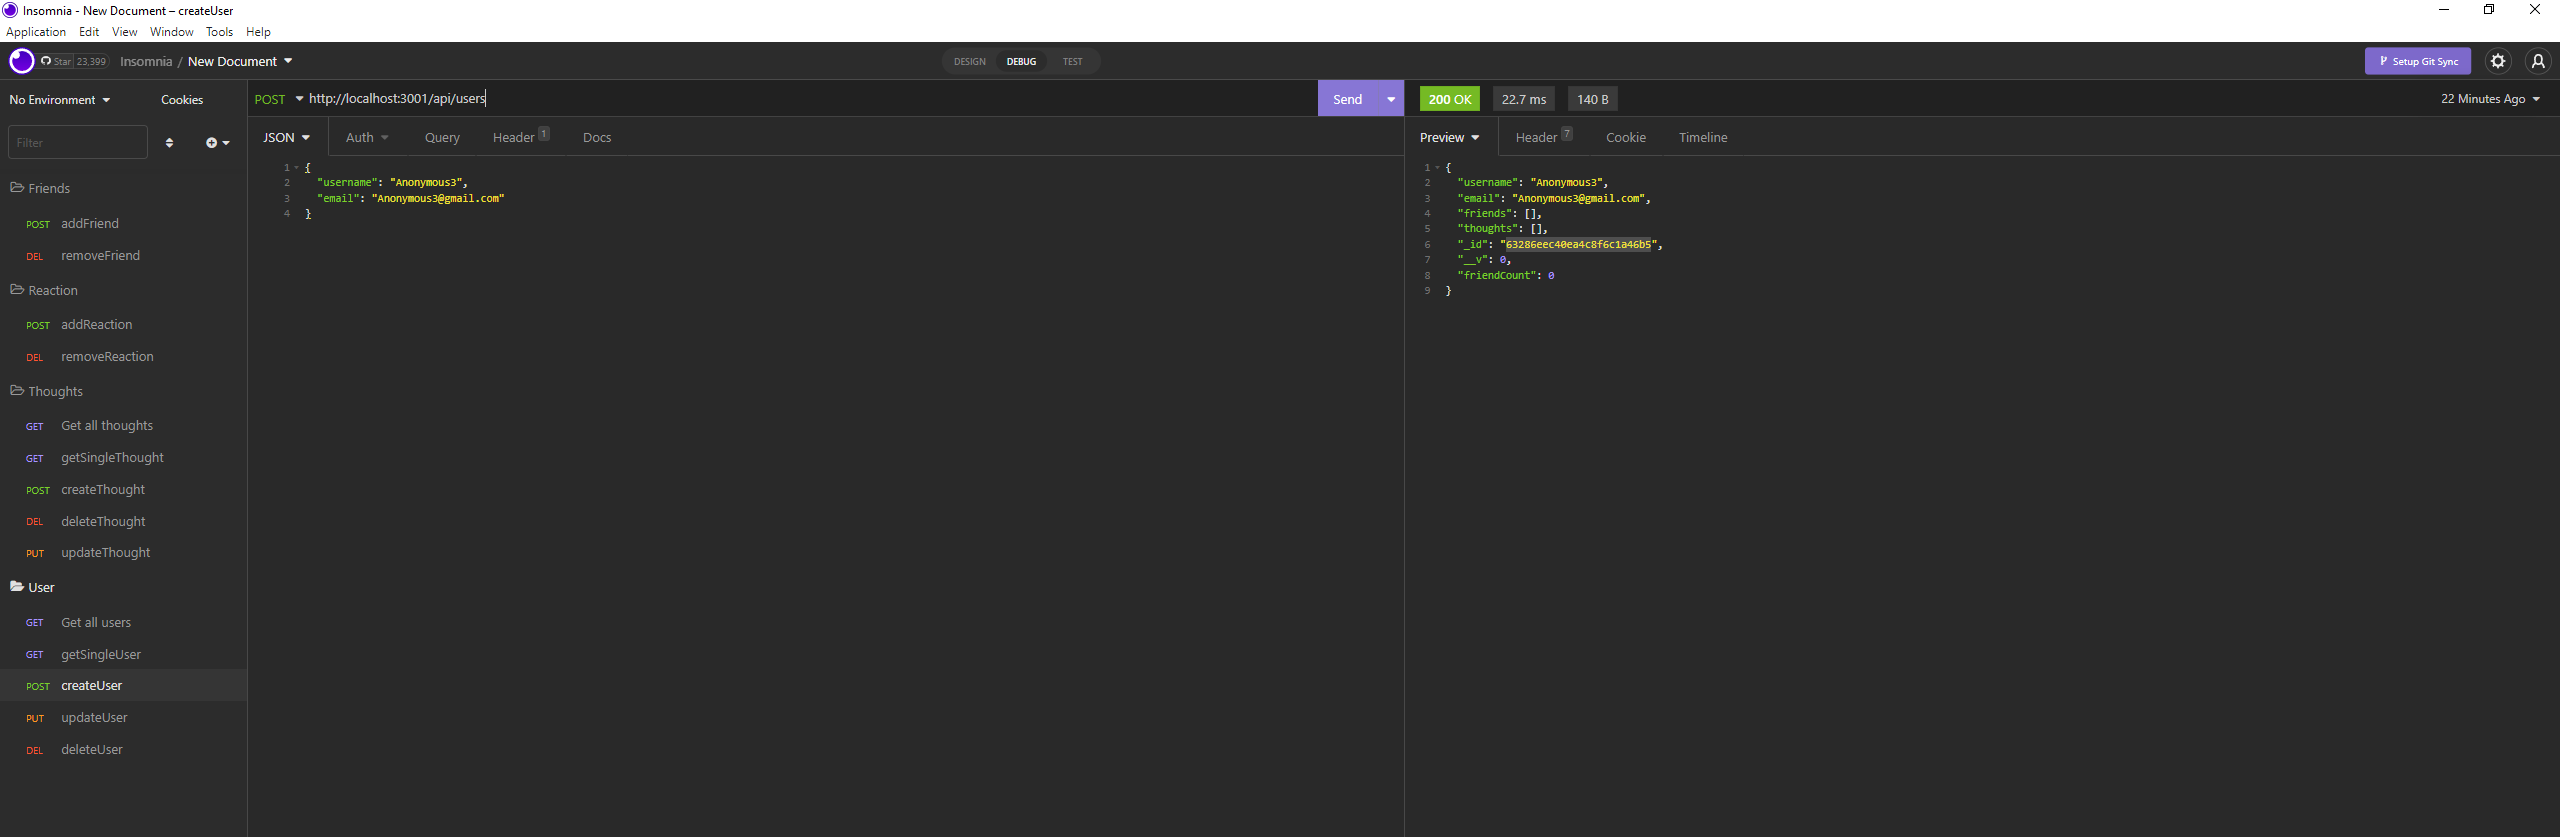 Insomnia - New Document – createUser
Application Edit View Window Tools Help
Star 23,399 Insomnia / New Document DESIGN DEBUG TEST Setup Git Sync
No Environment Cookies POST http://localhost:3001/api/users Send 200 OK 22.7 ms 140 B 22 Minutes Ago
Filter
JSON Auth Query Header 1 Docs
1 {
2 "username": "Anonymous3",
3 "email": "Anonymous3@gmail.com"
4 }
Preview Header 7 Cookie Timeline
1 {
2 "username": "Anonymous3",
3 "email": "Anonymous3@gmail.com",
4 "friends": [],
5 "thoughts": [],
6 "_id": "63286eec40ea4c8f6c1a46b5",
7 "__v": 0,
8 "friendCount": 0
9 }
Friends
POST addFriend
DEL removeFriend
Reaction
POST addReaction
DEL removeReaction
Thoughts
GET Get all thoughts
GET getSingleThought
POST createThought
DEL deleteThought
PUT updateThought
User
GET Get all users
GET getSingleUser
POST createUser
PUT updateUser
DEL deleteUser